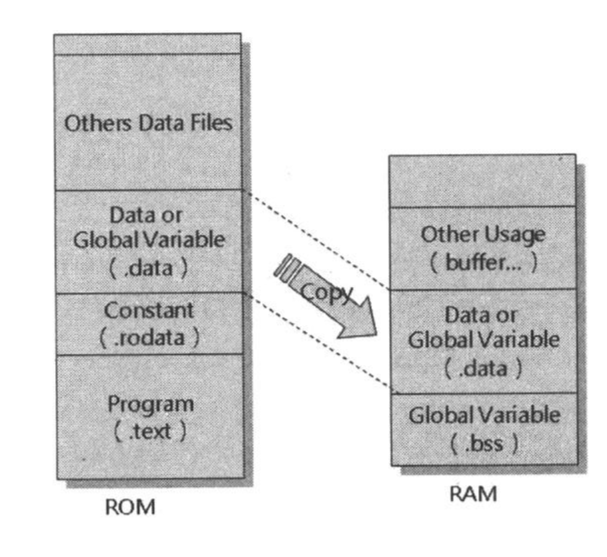 Others Data Files
Data or
Global Variable
( .data )
Constant
( .rodata )
Program
( .text )
ROM
Copy
Other Usage
( buffer... )
Data or
Global Variable
( .data )
Global Variable
( .bss )
RAM